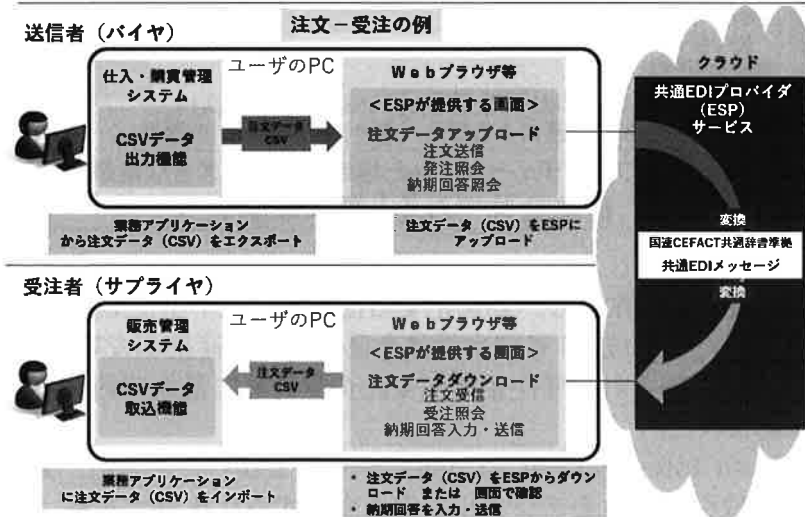 注文－受注の例
送信者（バイヤ）
ユーザのPC
仕入・購買管理
システム
CSVデータ
出力機能
注文データ
CSV
Webブラウザ等
＜ESPが提供する画面＞
注文データアップロード
注文送信
発注照会
納期回答照会
業務アプリケーション
から注文データ（CSV）をエクスポート
注文データ（CSV）をESPに
アップロード
クラウド
共通EDIプロバイダ
（ESP）
サービス
変換
国連CEFACT共通辞書準拠
共通EDIメッセージ
変換
受注者（サプライヤ）
ユーザのPC
販売管理
システム
CSVデータ
取込機能
注文データ
CSV
Webブラウザ等
＜ESPが提供する画面＞
注文データダウンロード
注文受信
受注照会
納期回答入力・送信
業務アプリケーション
に注文データ（CSV）をインポート
・ 注文データ（CSV）をESPからダウン
ロード または 画面で確認
・ 納期回答を入力・送信